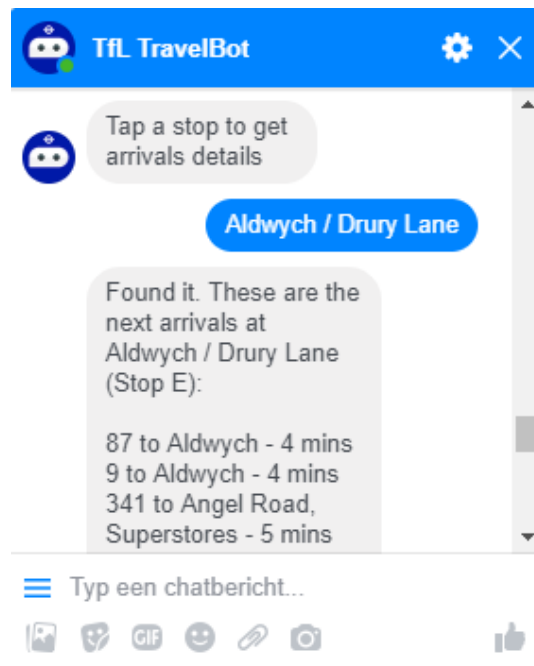 TfL TravelBot
Tap a stop to get
arrivals details
Aldwych / Drury Lane
Found it. These are the
next arrivals at
Aldwych / Drury Lane
(Stop E):
87 to Aldwych - 4 mins
9 to Aldwych - 4 mins
341 to Angel Road,
Superstores - 5 mins
Typ een chatbericht...
GIF